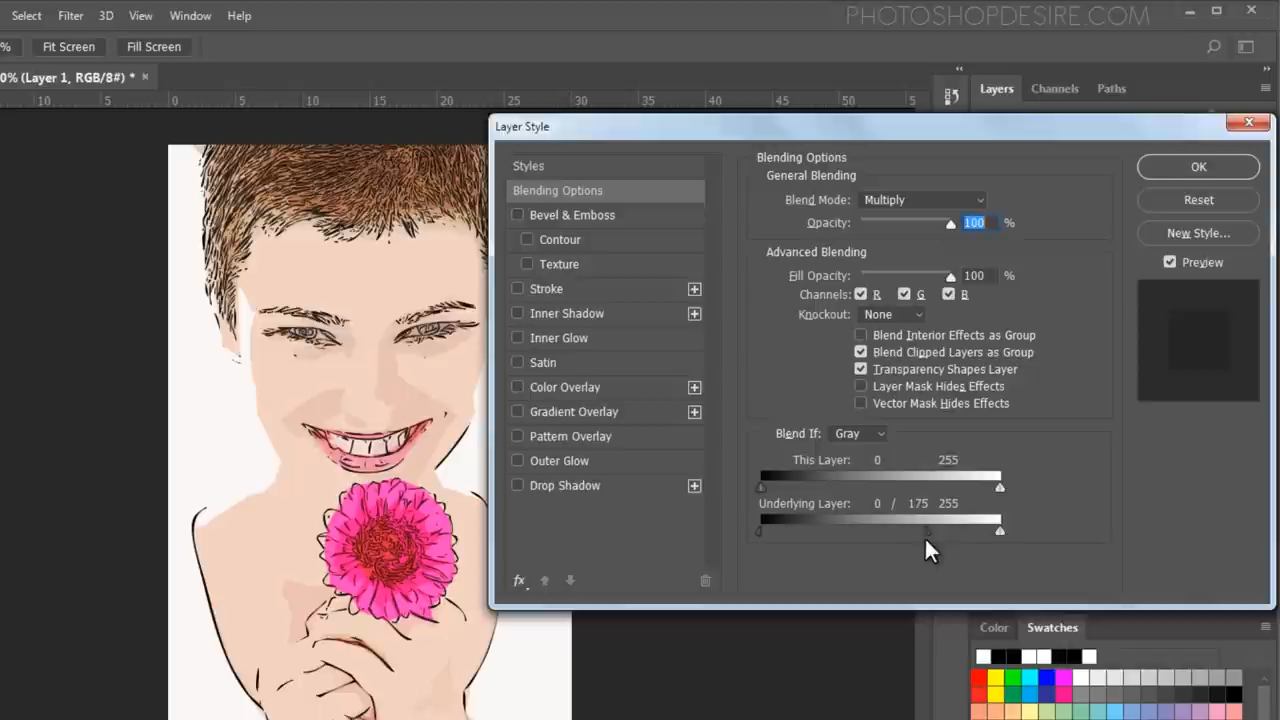 Select Filter 3D View Window Help
PHOTOSHOPDESIRE.COM
% Fit Screen Fill Screen
0% (Layer 1, RGB/8#) * ×
Layers Channels Paths
10 5 0 5 10 15 20 25 30 35 40 45 50 5
Layer Style
Styles
Blending Options
Bevel & Emboss
Contour
Texture
Stroke
Inner Shadow
Inner Glow
Satin
Color Overlay
Gradient Overlay
Pattern Overlay
Outer Glow
Drop Shadow
fx
Blending Options
General Blending
Blend Mode: Multiply
Opacity: 100 %
Advanced Blending
Fill Opacity: 100 %
Channels: R G B
Knockout: None
Blend Interior Effects as Group
Blend Clipped Layers as Group
Transparency Shapes Layer
Layer Mask Hides Effects
Vector Mask Hides Effects
Blend If: Gray
This Layer: 0 255
Underlying Layer: 0 / 175 255
OK
Reset
New Style...
Preview
Color Swatches